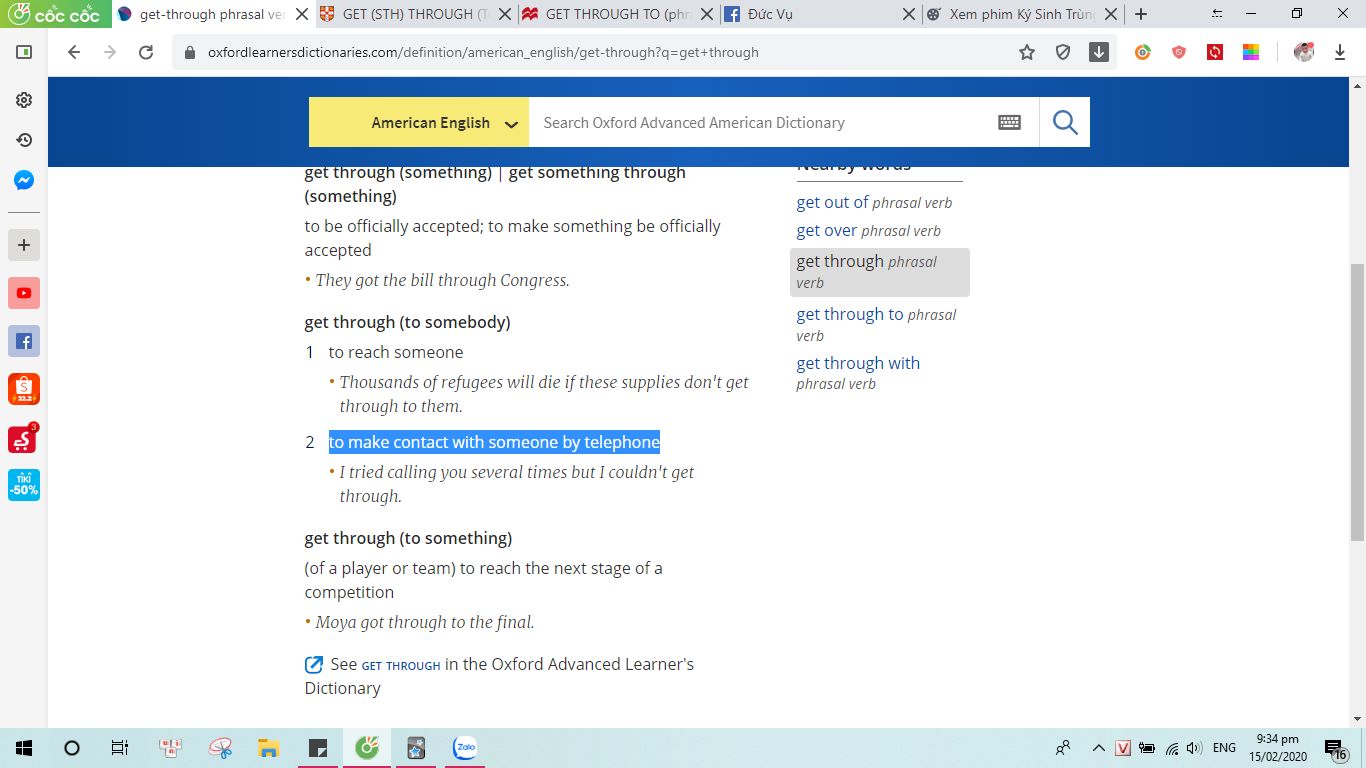 cốc cốc
get-through phrasal ver
GET (STH) THROUGH (T
GET THROUGH TO (phra
Đức Vụ
Xem phim Ký Sinh Trùng
oxfordlearnersdictionaries.com/definition/american_english/get-through?q=get+through
American English
Search Oxford Advanced American Dictionary
get through (something) | get something through
(something)
to be officially accepted; to make something be officially
accepted
• They got the bill through Congress.
get through (to somebody)
1 to reach someone
• Thousands of refugees will die if these supplies don't get
through to them.
2 to make contact with someone by telephone
• I tried calling you several times but I couldn't get
through.
get through (to something)
(of a player or team) to reach the next stage of a
competition
• Moya got through to the final.
See GET THROUGH in the Oxford Advanced Learner's
Dictionary
Nearby words
get out of phrasal verb
get over phrasal verb
get through phrasal
verb
get through to phrasal
verb
get through with
phrasal verb
S
22.2
3
TIKI
-50%
Zalo
V
ENG
9:34 pm
15/02/2020
16